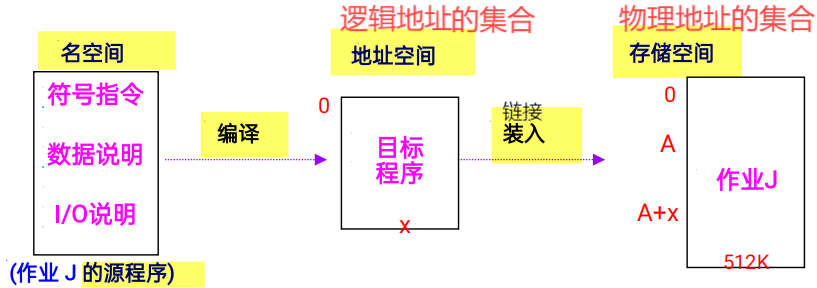 逻辑地址的集合
物理地址的集合
名空间
地址空间
存储空间
符号指令
数据说明
I/O说明
编译
0
目标
程序
x
链接
装入
0
A
A+x
作业J
512K
(作业 J 的源程序)